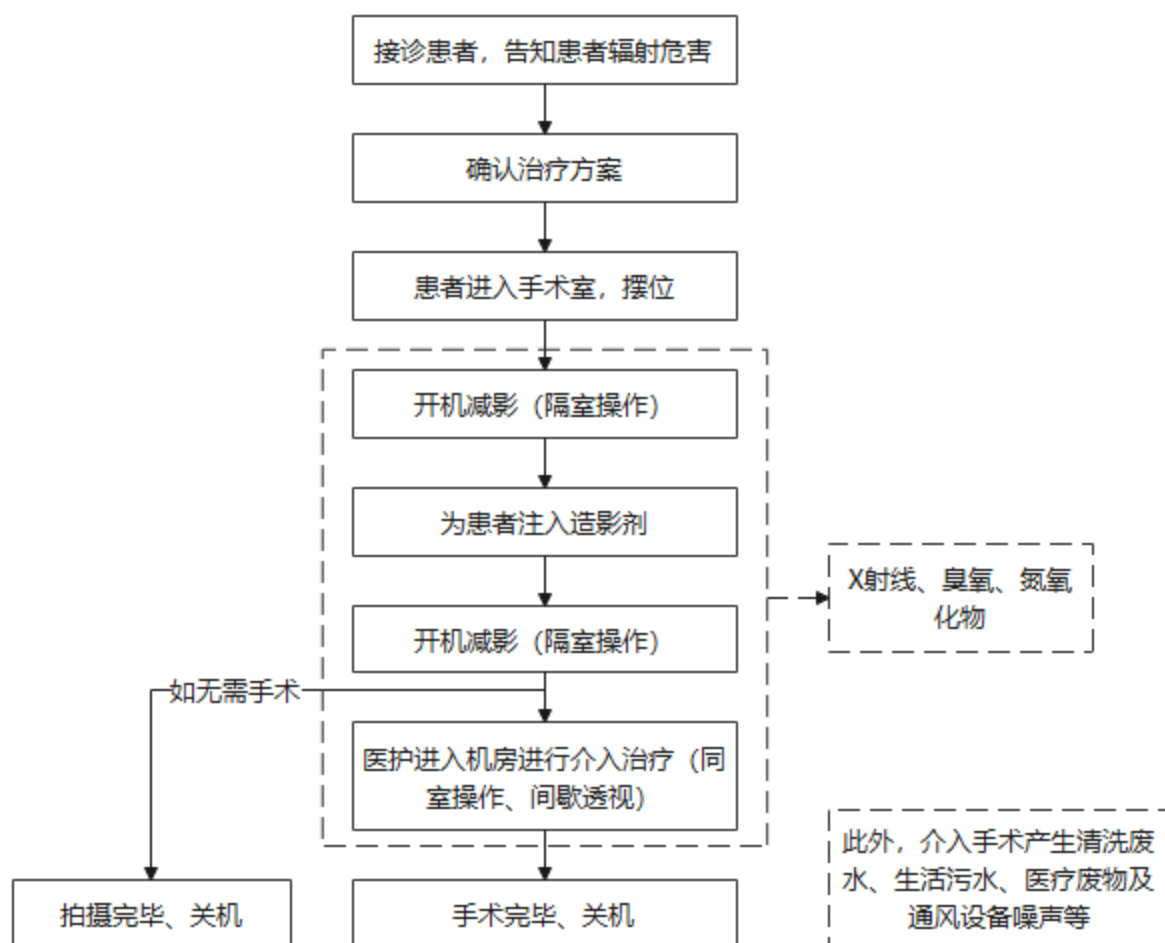 接诊患者，告知患者辐射危害
确认治疗方案
患者进入手术室，摆位
开机减影（隔室操作）
为患者注入造影剂
开机减影（隔室操作）
X射线、臭氧、氮氧
化物
如无需手术
医护进入机房进行介入治疗（同
室操作、间歇透视）
拍摄完毕、关机
手术完毕、关机
此外，介入手术产生清洗废
水、生活污水、医疗废物及
通风设备噪声等